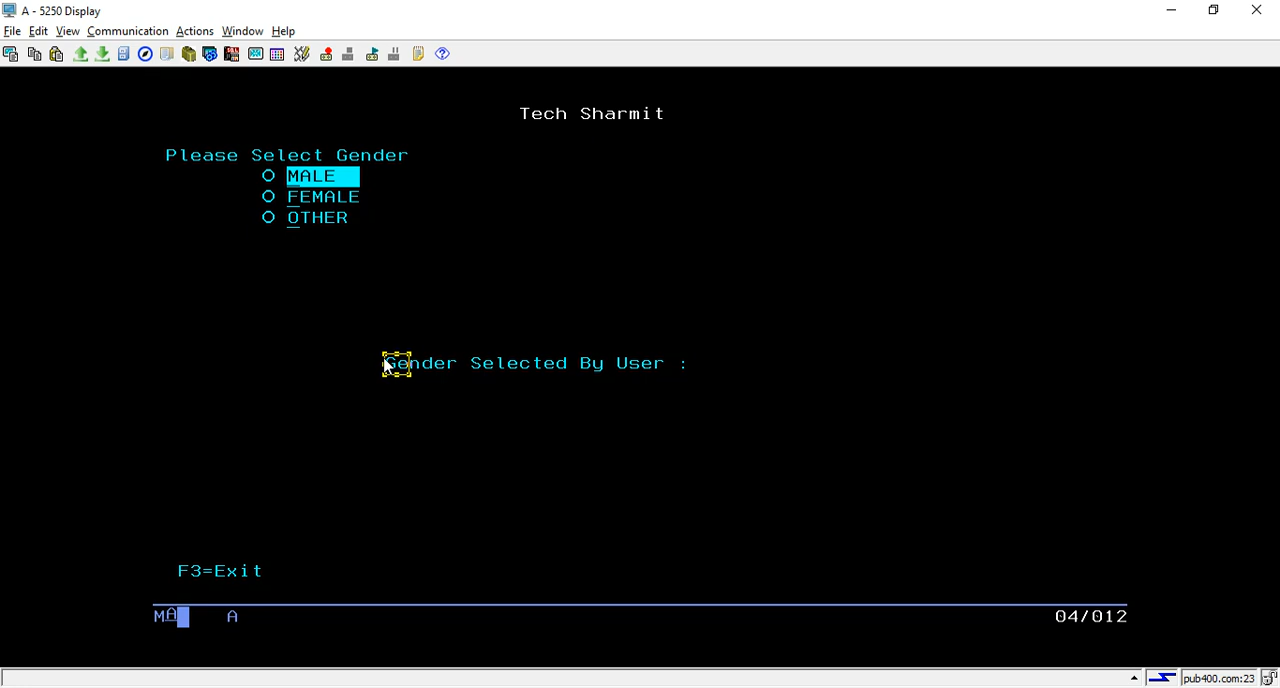 A - 5250 Display
File Edit View Communication Actions Window Help
Tech Sharmit
Please Select Gender
MALE
FEMALE
OTHER
Gender Selected By User :
F3=Exit
MA A 04/012
pub400.com:23